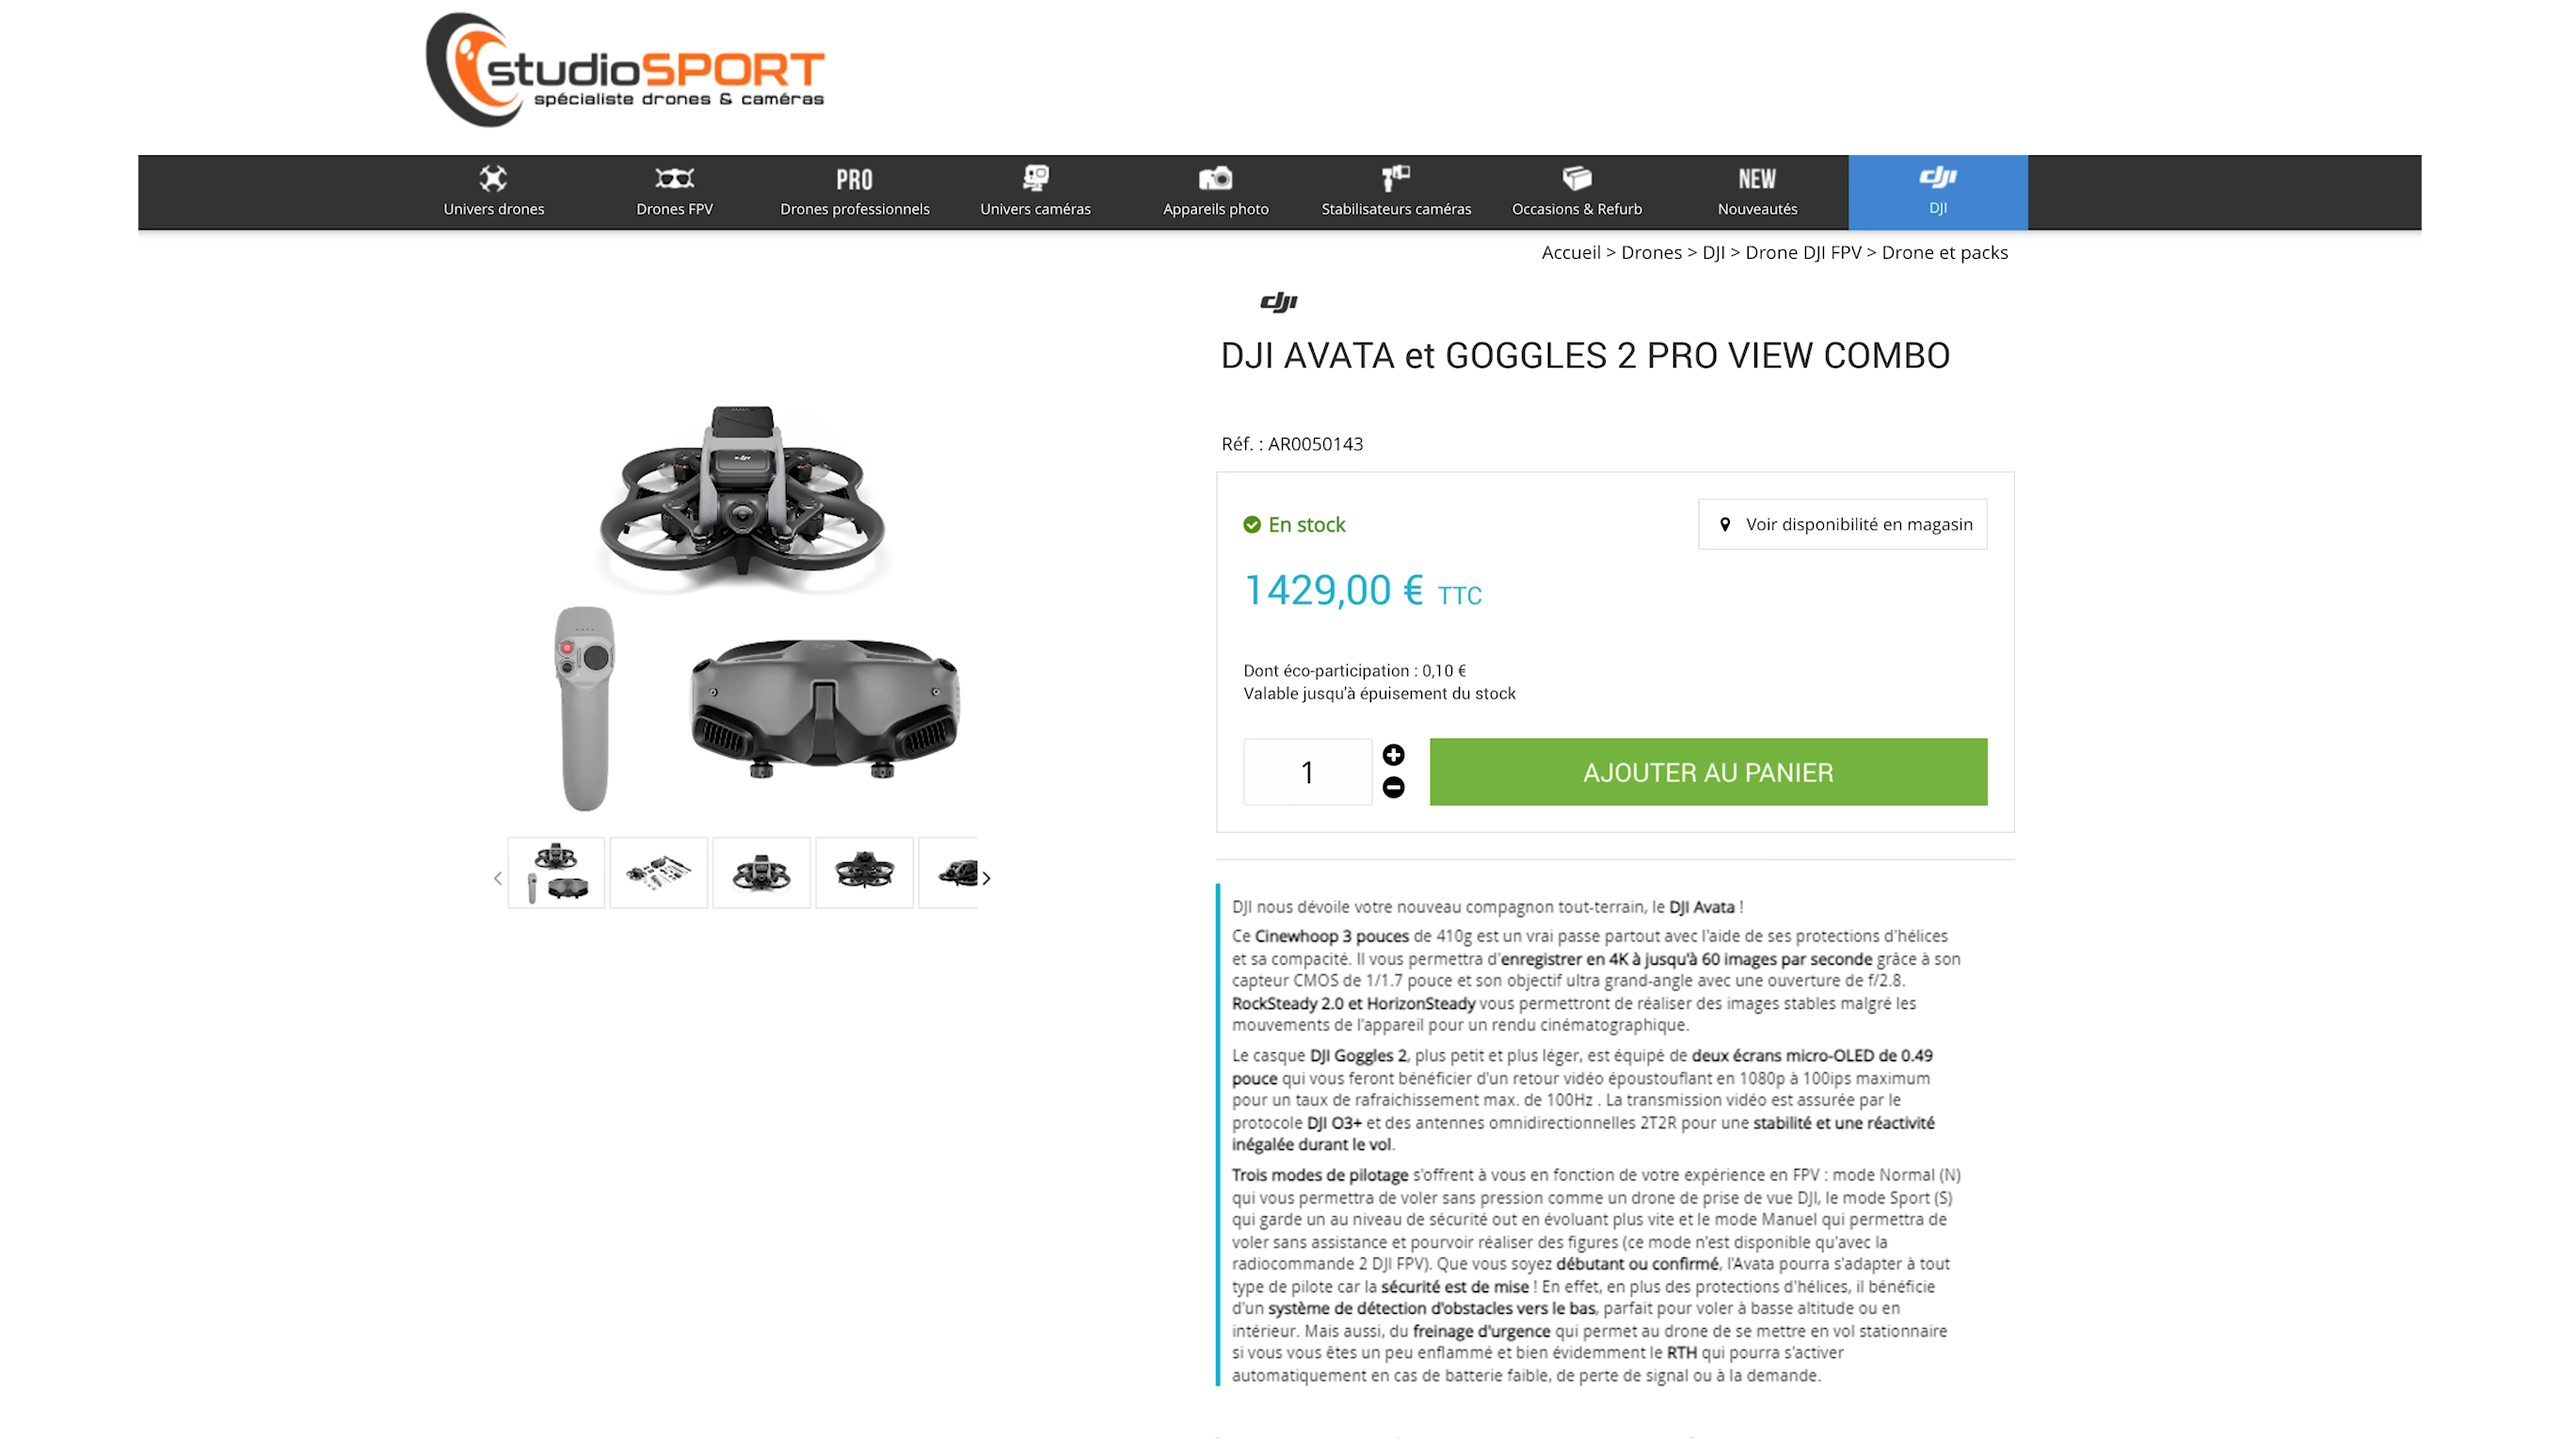 studioSPORT
spécialiste drones & caméras
PRO
NEW
dji
Univers drones
Drones FPV
Drones professionnels
Univers caméras
Appareils photo
Stabilisateurs caméras
Occasions & Refurb
Nouveautés
DJI
Accueil > Drones > DJI > Drone DJI FPV > Drone et packs
dji
DJI AVATA et GOGGLES 2 PRO VIEW COMBO
Réf. : AR0050143
En stock
Voir disponibilité en magasin
1 429,00 € TTC
Dont éco-participation : 0,10 €
Valable jusqu'à épuisement du stock
1
AJOUTER AU PANIER
DJI nous dévoile votre nouveau compagnon tout-terrain, le DJI Avata !
Ce Cinewhoop 3 pouces de 410g est un vrai passe partout avec l'aide de ses protections d'hélices
et sa compacité. Il vous permettra d'enregistrer en 4K à jusqu'à 60 images par seconde grâce à son
capteur CMOS de 1/1.7 pouce et son objectif ultra grand-angle avec une ouverture de f/2.8.
RockSteady 2.0 et HorizonSteady vous permettront de réaliser des images stables malgré les
mouvements de l'appareil pour un rendu cinématographique.
Le casque DJI Goggles 2, plus petit et plus léger, est équipé de deux écrans micro-OLED de 0.49
pouce qui vous feront bénéficier d'un retour vidéo époustouflant en 1080p à 100ips maximum
pour un taux de rafraichissement max. de 100Hz . La transmission vidéo est assurée par le
protocole DJI O3+ et des antennes omnidirectionnelles 2T2R pour une stabilité et une réactivité
inégalée durant le vol.
Trois modes de pilotage s'offrent à vous en fonction de votre expérience en FPV : mode Normal (N)
qui vous permettra de voler sans pression comme un drone de prise de vue DJI, le mode Sport (S)
qui garde un au niveau de sécurité out en évoluant plus vite et le mode Manuel qui permettra de
voler sans assistance et pourvoir réaliser des figures (ce mode n'est disponible qu'avec la
radiocommande 2 DJI FPV). Que vous soyez débutant ou confirmé, l'Avata pourra s'adapter à tout
type de pilote car la sécurité est de mise ! En effet, en plus des protections d'hélices, il bénéficie
d'un système de détection d'obstacles vers le bas, parfait pour voler à basse altitude ou en
intérieur. Mais aussi, du freinage d'urgence qui permet au drone de se mettre en vol stationnaire
si vous vous êtes un peu enflammé et bien évidemment le RTH qui pourra s'activer
automatiquement en cas de batterie faible, de perte de signal ou à la demande.